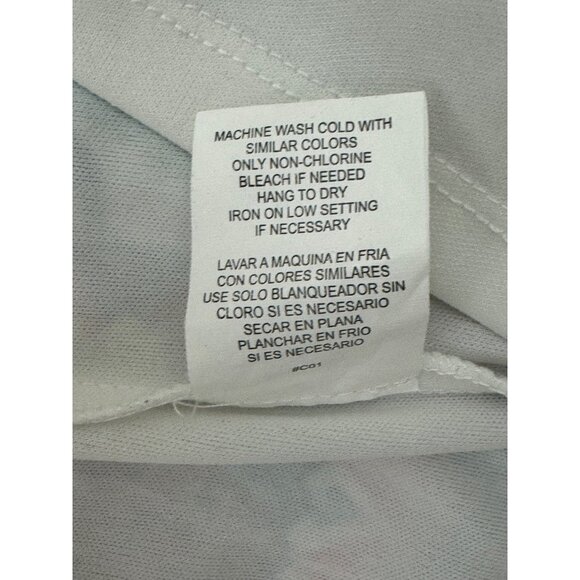 MACHINE WASH COLD WITH
SIMILAR COLORS
ONLY NON-CHLORINE
BLEACH IF NEEDED
HANG TO DRY
IRON ON LOW SETTING
IF NECESSARY
LAVAR A MAQUINA EN FRIA
CON COLORES SIMILARES
USE SOLO BLANQUEADOR SIN
CLORO SI ES NECESARIO
SECAR EN PLANA
PLANCHAR EN FRIO
SI ES NECESARIO
#C01